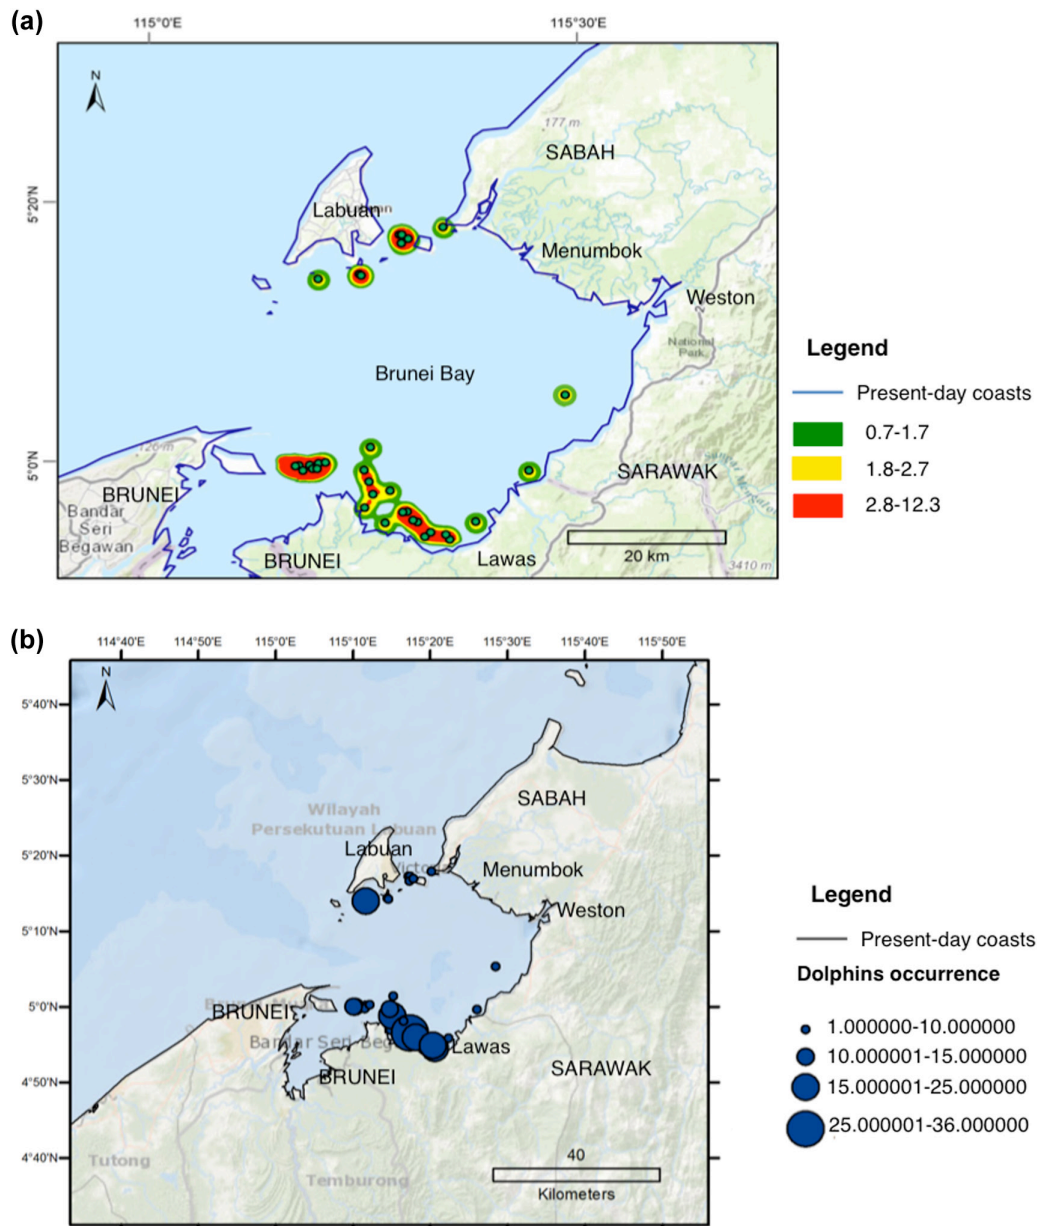 (a)
115°0'E
115°30'E
N
177 m
SABAH
5°20'N
Labuan
Menumbok
Weston
National
Park
Brunei Bay
Legend
Present-day coasts
0.7-1.7
1.8-2.7
2.8-12.3
126 m
5°0'N
SARAWAK
BRUNEI
Bandar
Seri
Begawan
BRUNEI
Lawas
20 km
3410 m
(b)
114°40'E 114°50'E 115°0'E 115°10'E 115°20'E 115°30'E 115°40'E 115°50'E
N
5°40'N
5°30'N
SABAH
Wilayah
Persekutuan Labuan
5°20'N
Labuan
Menumbok
5°10'N
Weston
Legend
Present-day coasts
Dolphins occurrence
1.000000-10.000000
10.000001-15.000000
15.000001-25.000000
25.000001-36.000000
5°0'N
BRUNEI
Bandar Seri Beg
Lawas
SARAWAK
BRUNEI
4°50'N
4°40'N
Tutong
Temburong
40
Kilometers